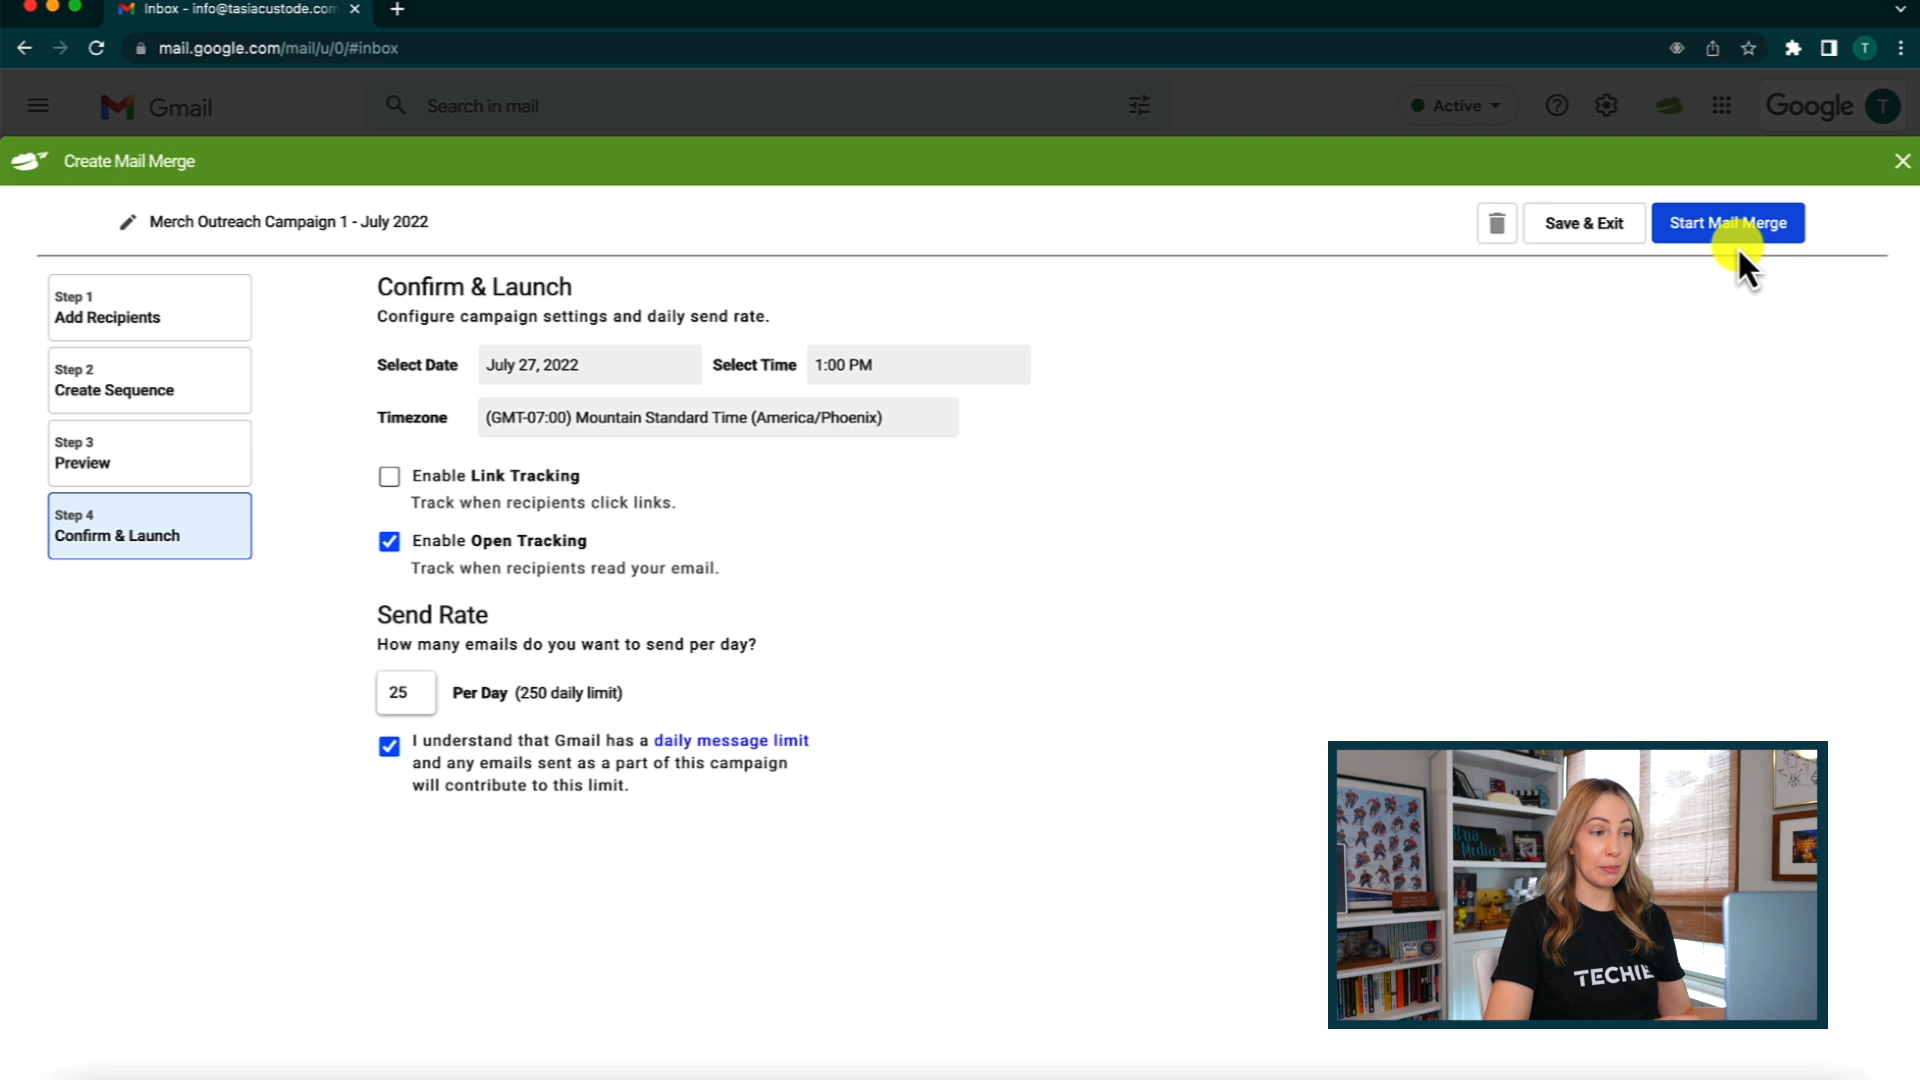 Inbox - info@tasiacustode.com
mail.google.com/mail/u/0/#inbox
T
Gmail
Search in mail
Active
Google
T
Create Mail Merge
Merch Outreach Campaign 1 - July 2022
Save & Exit
Start Mail Merge
Step 1
Add Recipients
Step 2
Create Sequence
Step 3
Preview
Step 4
Confirm & Launch
Confirm & Launch
Configure campaign settings and daily send rate.
Select Date
July 27, 2022
Select Time
1:00 PM
Timezone
(GMT-07:00) Mountain Standard Time (America/Phoenix)
Enable Link Tracking
Track when recipients click links.
Enable Open Tracking
Track when recipients read your email.
Send Rate
How many emails do you want to send per day?
25
Per Day (250 daily limit)
I understand that Gmail has a daily message limit
and any emails sent as a part of this campaign
will contribute to this limit.
Brio
Media
TECHIE